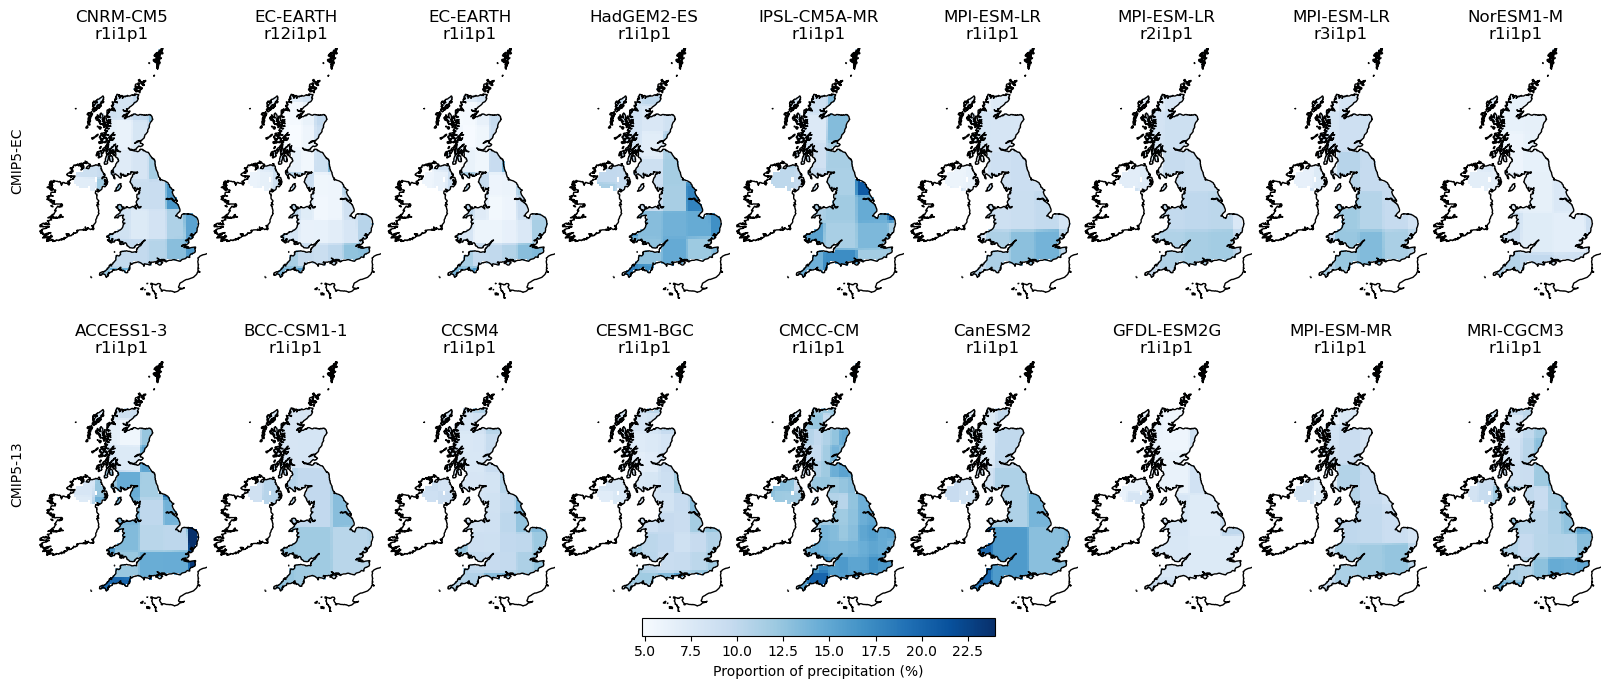 CNRM-CM5
r1i1p1
EC-EARTH
r12i1p1
EC-EARTH
r1i1p1
HadGEM2-ES
r1i1p1
IPSL-CM5A-MR
r1i1p1
MPI-ESM-LR
r1i1p1
MPI-ESM-LR
r2i1p1
MPI-ESM-LR
r3i1p1
NorESM1-M
r1i1p1
CMIP5-EC
ACCESS1-3
r1i1p1
BCC-CSM1-1
r1i1p1
CCSM4
r1i1p1
CESM1-BGC
r1i1p1
CMCC-CM
r1i1p1
CanESM2
r1i1p1
GFDL-ESM2G
r1i1p1
MPI-ESM-MR
r1i1p1
MRI-CGCM3
r1i1p1
CMIP5-13
5.0 7.5 10.0 12.5 15.0 17.5 20.0 22.5
Proportion of precipitation (%)